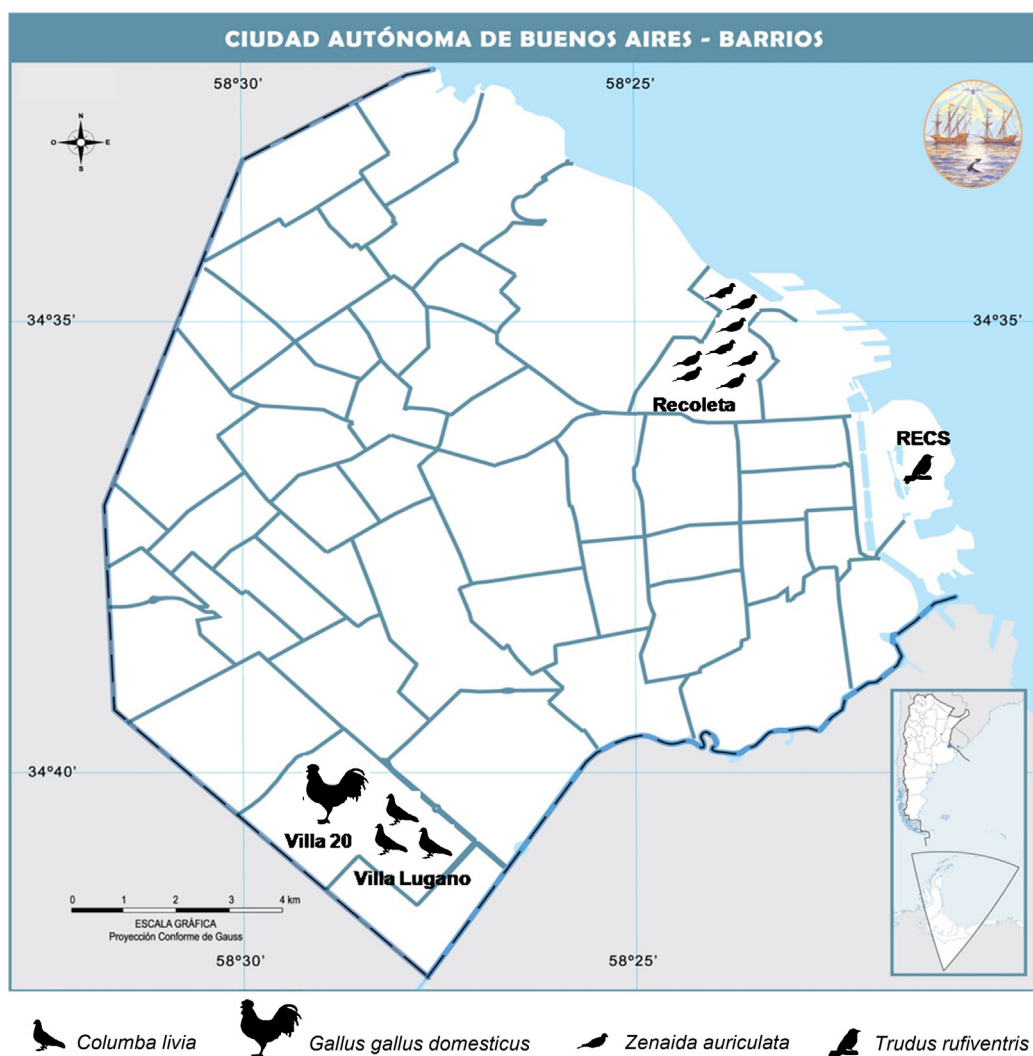 CIUDAD AUTÓNOMA DE BUENOS AIRES - BARRIOS
58°30' 58°25'
N
O E
S
34°35' 34°35'
Recoleta
RECS
34°40'
Villa 20
Villa Lugano
0 1 2 3 4 km
ESCALA GRÁFICA
Proyección Conforme de Gauss
58°30' 58°25'
Columba livia Gallus gallus domesticus Zenaida auriculata Trudus rufiventris